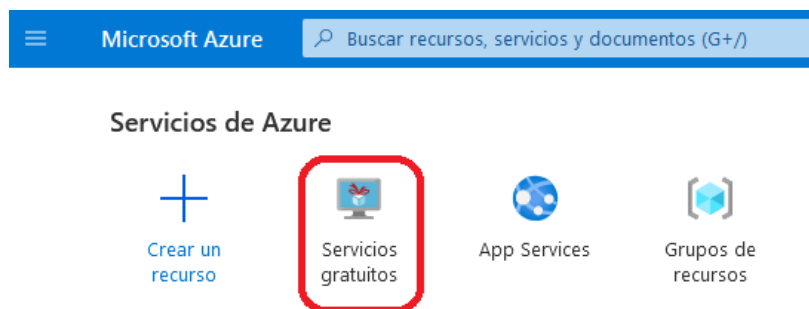 Microsoft Azure
Buscar recursos, servicios y documentos (G+/)
Servicios de Azure
Crear un
recurso
Servicios
gratuitos
App Services
Grupos de
recursos